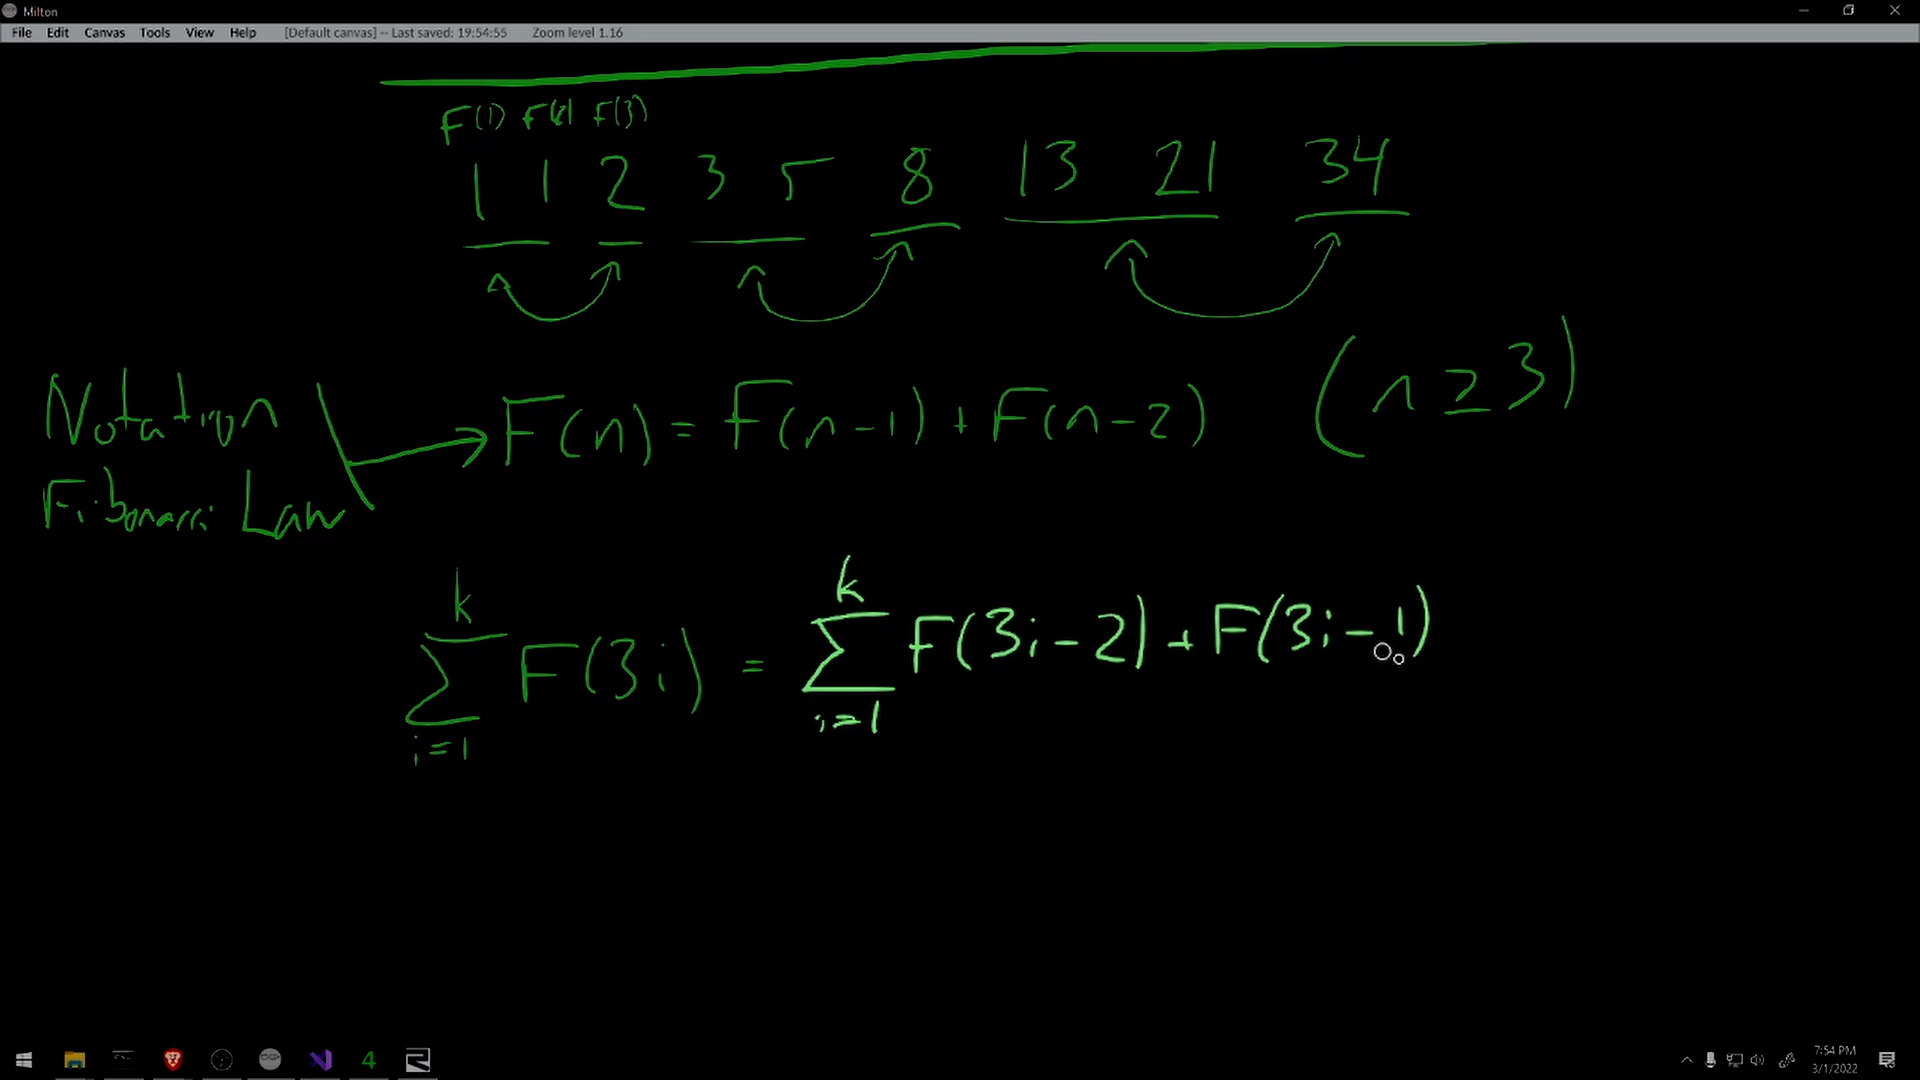 Milton
File Edit Canvas Tools View Help [Default canvas] -- Last saved: 19:54:55 Zoom level 1.16
F(1) F(2) F(3)
1 1 2 3 5 8 13 21 34
Notation
Fibonacci Law
F(n) = F(n-1) + F(n-2) (n ≥ 3)
k k
∑ F(3i) = ∑ F(3i-2) + F(3i-1)
i=1 i=1
4
7:54 PM
3/1/2022